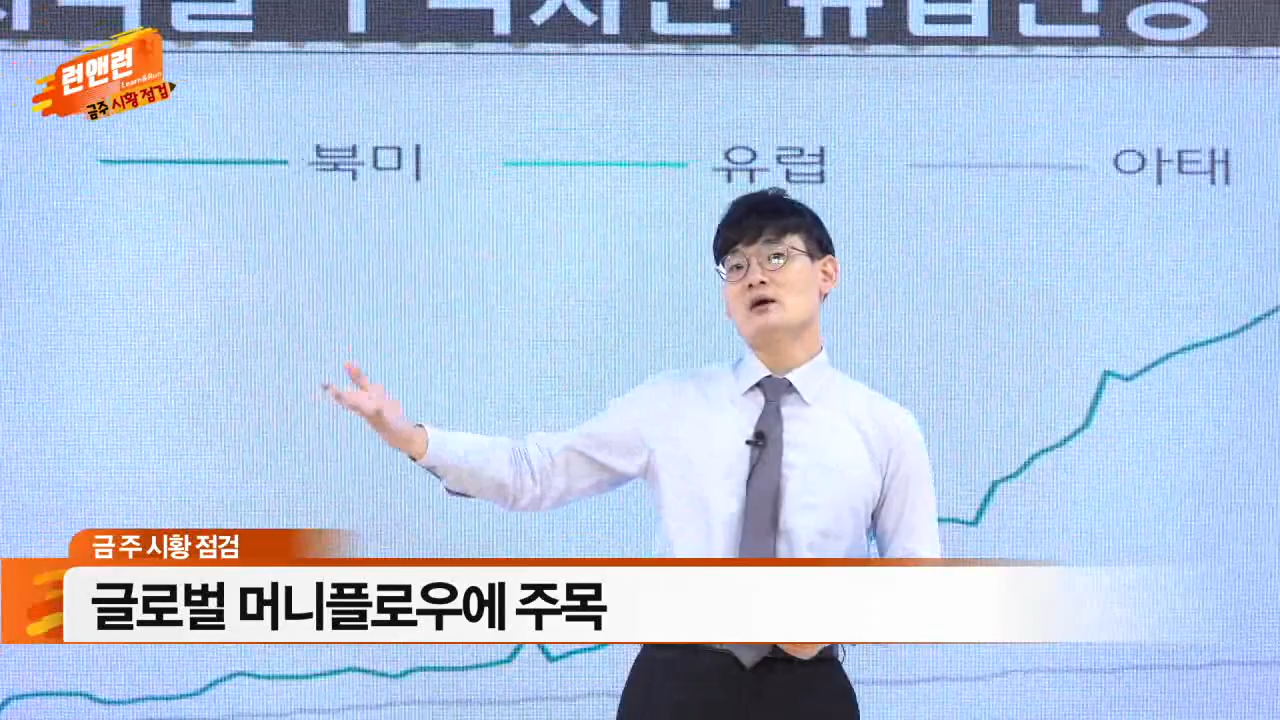 런앤런
Learn&Run
금주 시황 점검
북미 유럽 아태
금주 시황 점검
글로벌 머니플로우에 주목